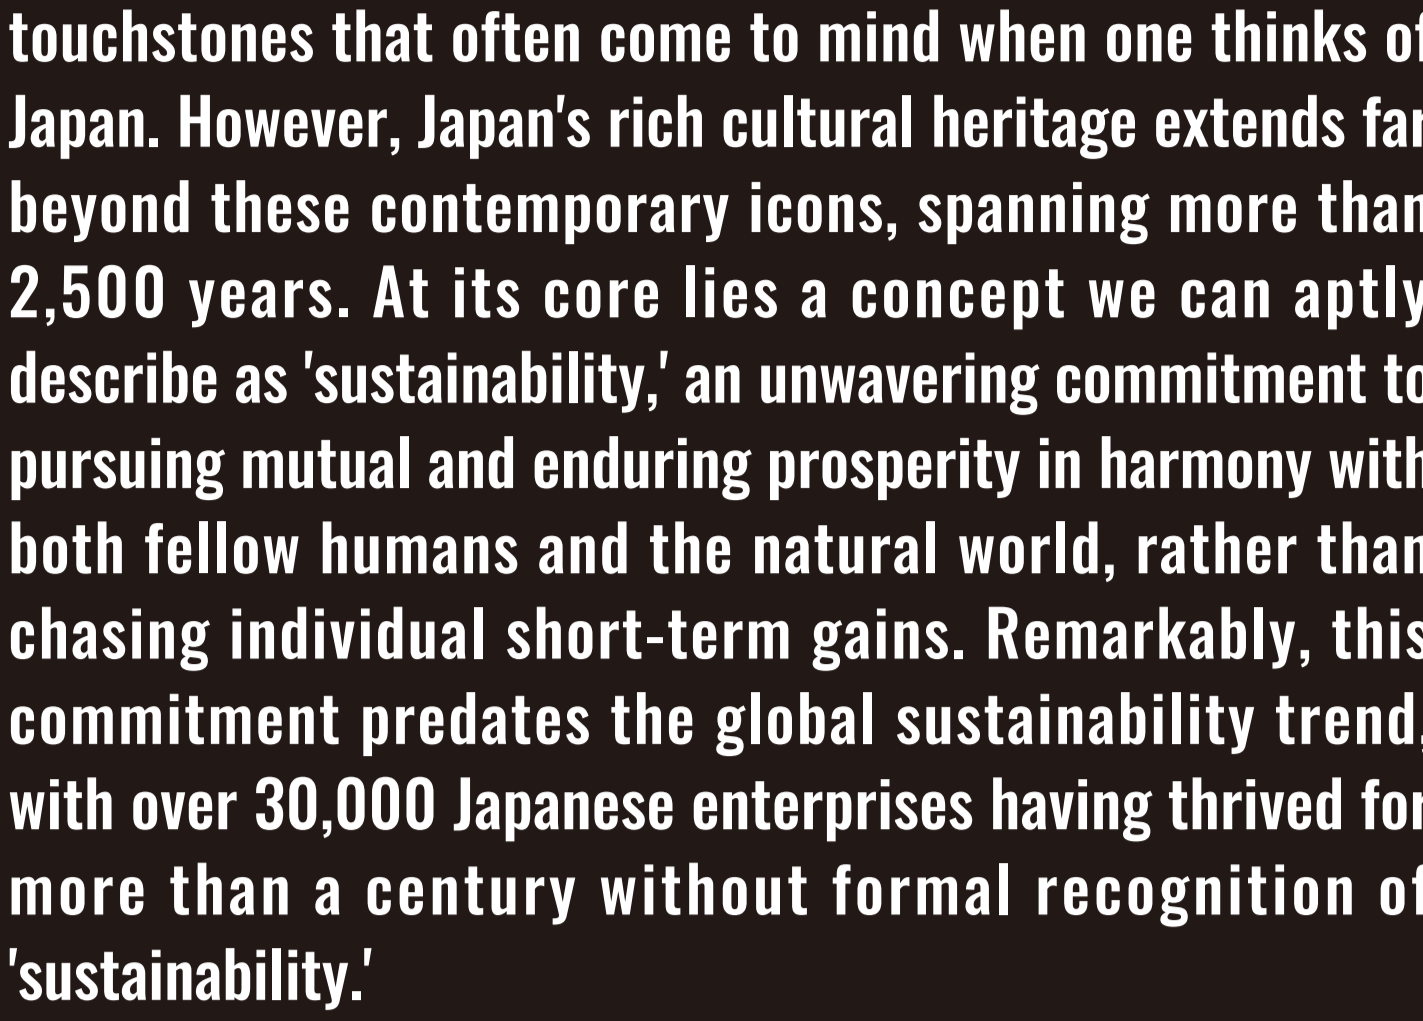 touchstones that often come to mind when one thinks of
Japan. However, Japan's rich cultural heritage extends far
beyond these contemporary icons, spanning more than
2,500 years. At its core lies a concept we can aptly
describe as 'sustainability,' an unwavering commitment to
pursuing mutual and enduring prosperity in harmony with
both fellow humans and the natural world, rather than
chasing individual short-term gains. Remarkably, this
commitment predates the global sustainability trend,
with over 30,000 Japanese enterprises having thrived for
more than a century without formal recognition of
'sustainability.'